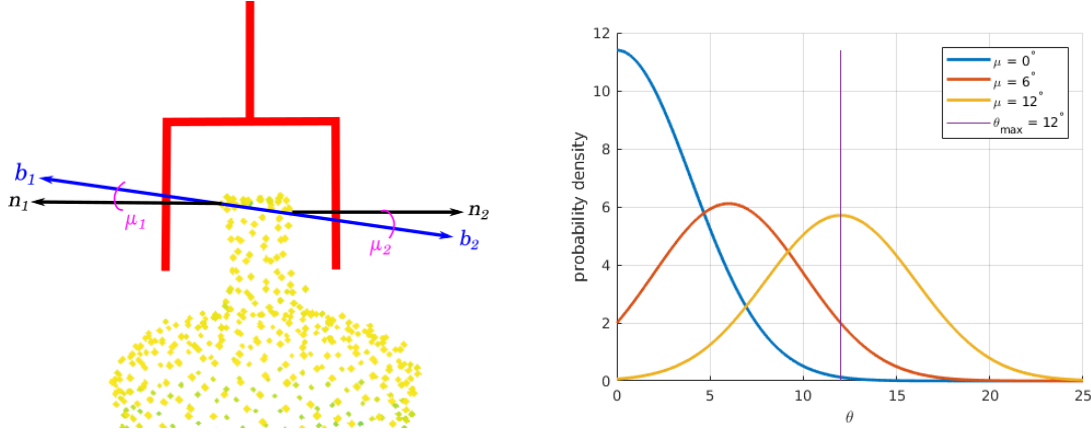 b₁
n₁
μ₁
n₂
b₂
μ₂
12
10
8
6
4
2
0
probability density
0
5
10
15
20
25
θ
μ = 0°
μ = 6°
μ = 12°
θmax = 12°